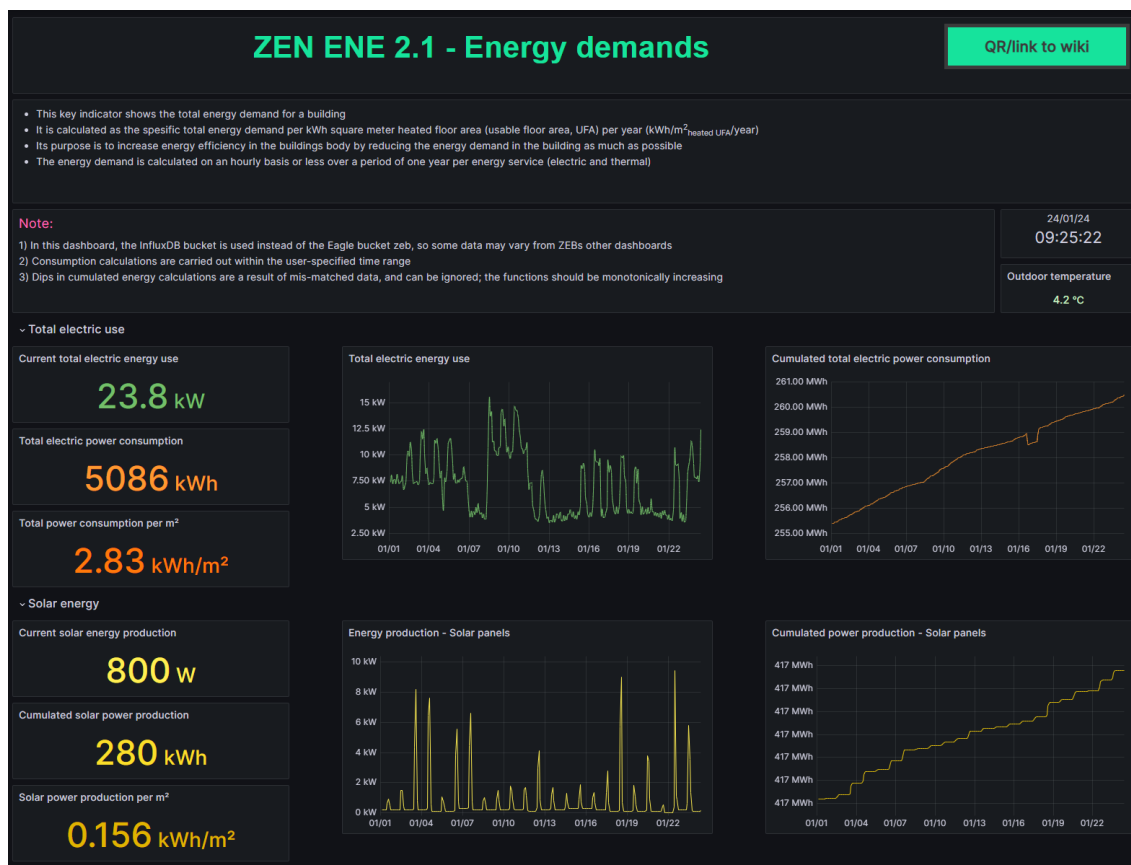 ZEN ENE 2.1 - Energy demands
QR/link to wiki
• This key indicator shows the total energy demand for a building
• It is calculated as the spesific total energy demand per kWh square meter heated floor area (usable floor area, UFA) per year (kWh/m²heated UFA/year)
• Its purpose is to increase energy efficiency in the buildings body by reducing the energy demand in the building as much as possible
• The energy demand is calculated on an hourly basis or less over a period of one year per energy service (electric and thermal)
Note:
1) In this dashboard, the InfluxDB bucket is used instead of the Eagle bucket zeb, so some data may vary from ZEBs other dashboards
2) Consumption calculations are carried out within the user-specified time range
3) Dips in cumulated energy calculations are a result of mis-matched data, and can be ignored; the functions should be monotonically increasing
24/01/24
09:25:22
Outdoor temperature
4.2 °C
Total electric use
Current total electric energy use
23.8 kW
Total electric power consumption
5086 kWh
Total power consumption per m²
2.83 kWh/m²
Total electric energy use
15 kW
12.5 kW
10 kW
7.50 kW
5 kW
2.50 kW
01/01 01/04 01/07 01/10 01/13 01/16 01/19 01/22
Cumulated total electric power consumption
261.00 MWh
260.00 MWh
259.00 MWh
258.00 MWh
257.00 MWh
256.00 MWh
255.00 MWh
01/01 01/04 01/07 01/10 01/13 01/16 01/19 01/22
Solar energy
Current solar energy production
800 W
Cumulated solar power production
280 kWh
Solar power production per m²
0.156 kWh/m²
Energy production - Solar panels
10 kW
8 kW
6 kW
4 kW
2 kW
0 kW
01/01 01/04 01/07 01/10 01/13 01/16 01/19 01/22
Cumulated power production - Solar panels
417 MWh
417 MWh
417 MWh
417 MWh
417 MWh
417 MWh
417 MWh
01/01 01/04 01/07 01/10 01/13 01/16 01/19 01/22